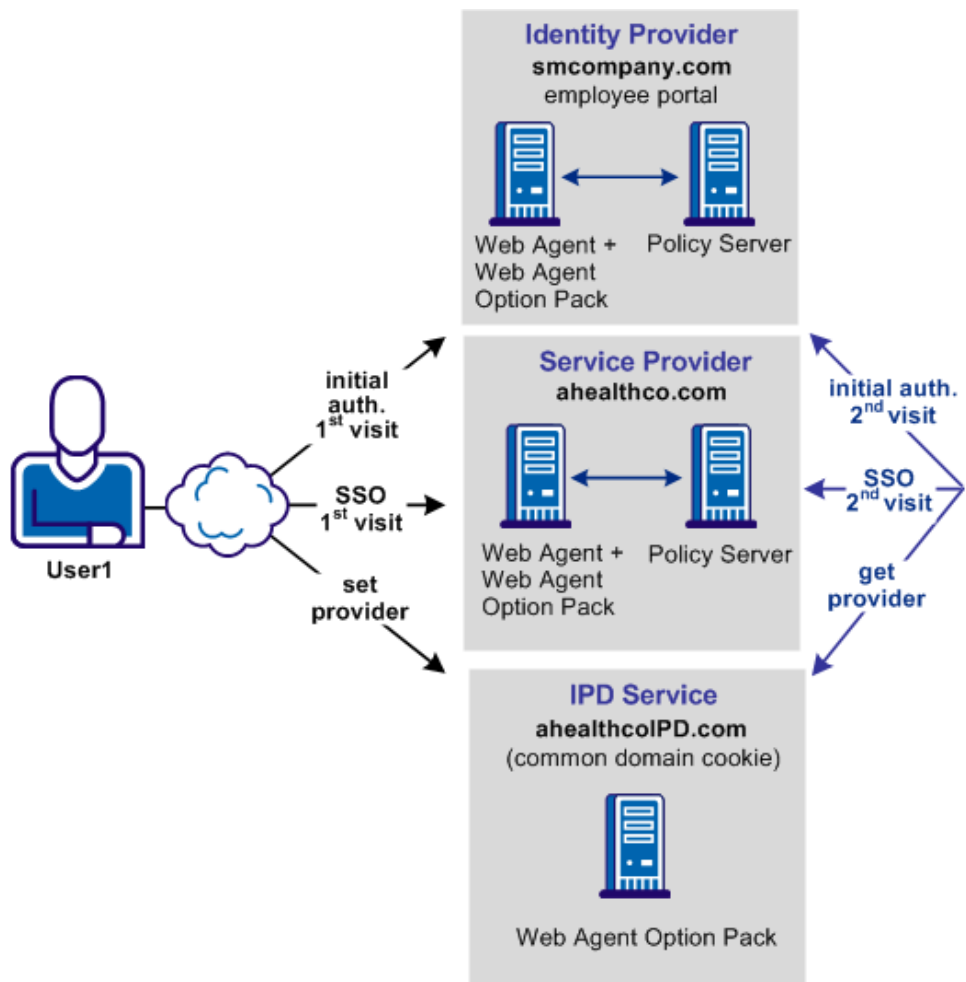 Identity Provider
smcompany.com
employee portal
Web Agent +
Web Agent
Option Pack
Policy Server
Service Provider
ahealthco.com
Web Agent +
Web Agent
Option Pack
Policy Server
IPD Service
ahealthcoIPD.com
(common domain cookie)
Web Agent Option Pack
User1
initial
auth.
1st visit
SSO
1st visit
set
provider
initial auth.
2nd visit
SSO
2nd visit
get
provider